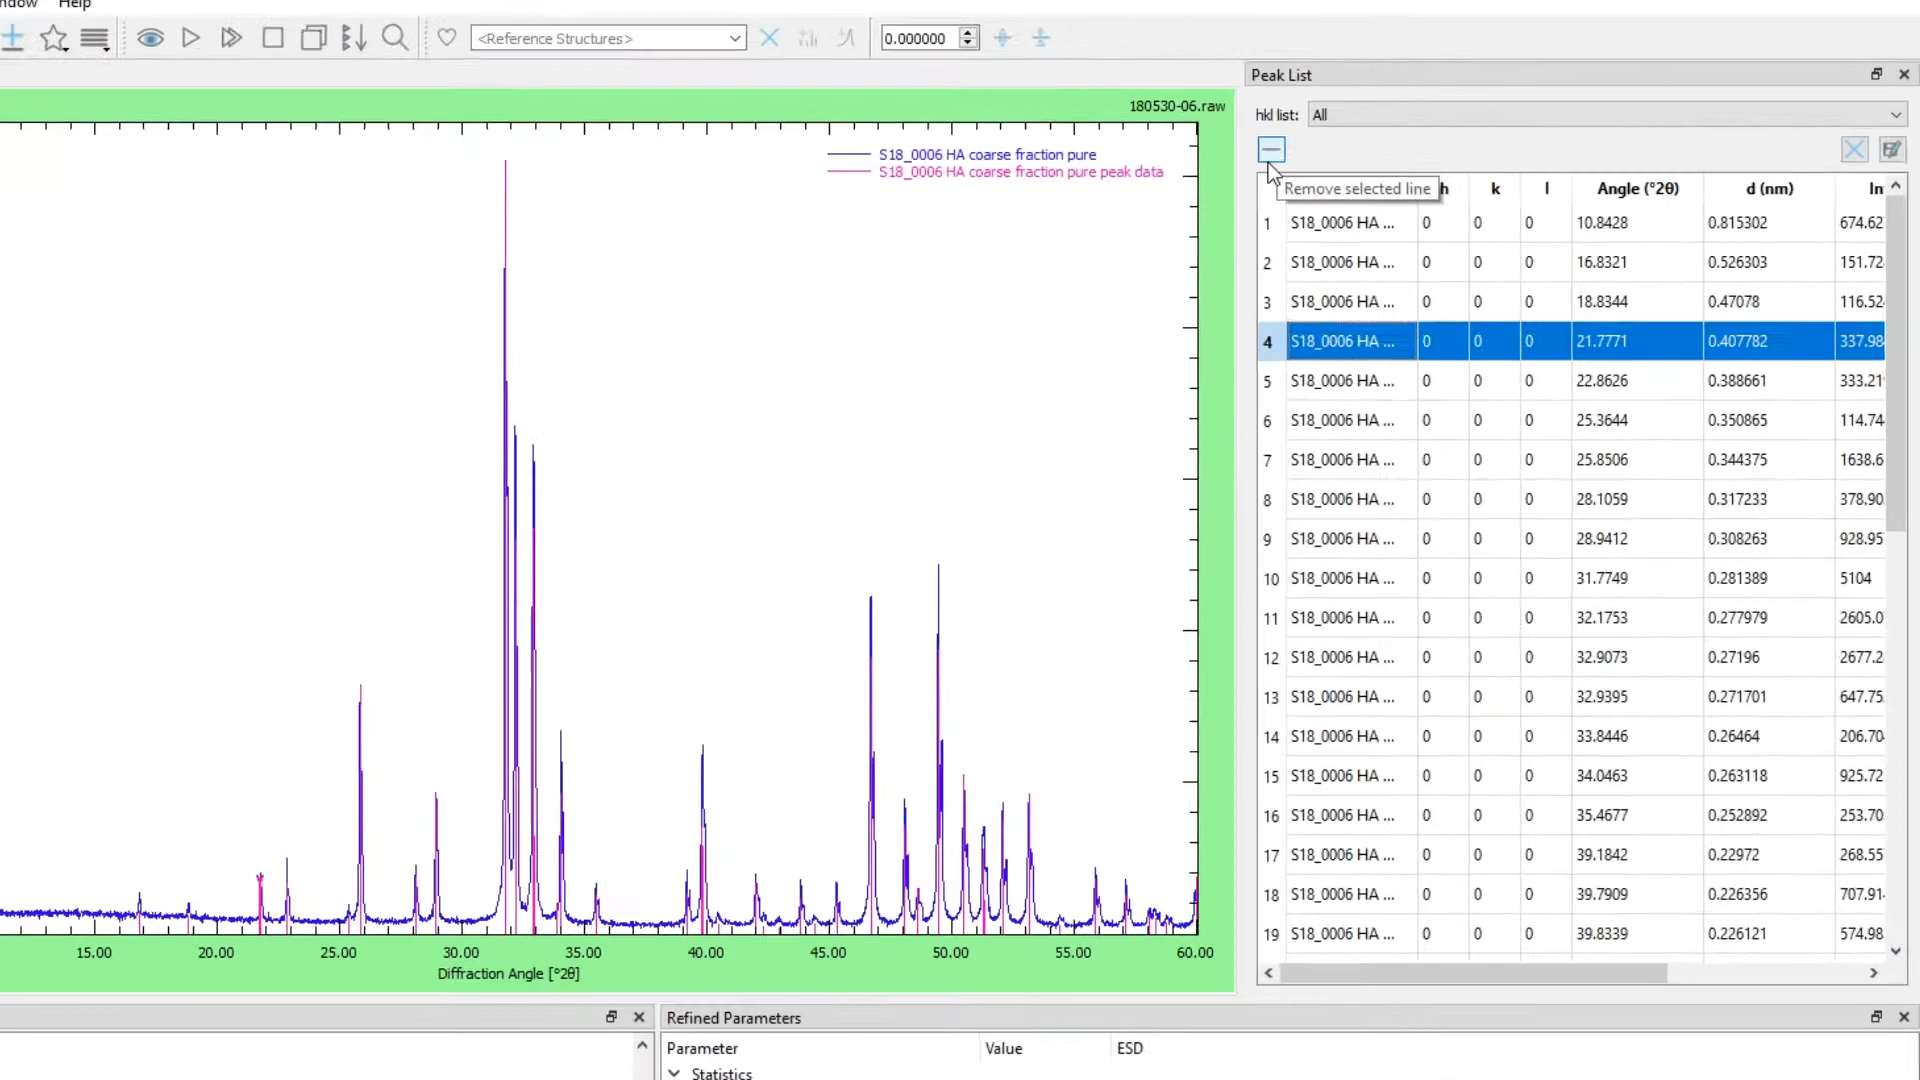 ndow Help
<Reference Structures>
0.000000
Peak List
180530-06.raw
hkl list: All
S18_0006 HA coarse fraction pure
S18_0006 HA coarse fraction pure peak data
Remove selected line
h k l Angle (°2θ) d (nm) In
1 S18_0006 HA ... 0 0 0 10.8428 0.815302 674.62
2 S18_0006 HA ... 0 0 0 16.8321 0.526303 151.72
3 S18_0006 HA ... 0 0 0 18.8344 0.47078 116.52
4 S18_0006 HA ... 0 0 0 21.7771 0.407782 337.98
5 S18_0006 HA ... 0 0 0 22.8626 0.388661 333.21
6 S18_0006 HA ... 0 0 0 25.3644 0.350865 114.74
7 S18_0006 HA ... 0 0 0 25.8506 0.344375 1638.6
8 S18_0006 HA ... 0 0 0 28.1059 0.317233 378.90
9 S18_0006 HA ... 0 0 0 28.9412 0.308263 928.95
10 S18_0006 HA ... 0 0 0 31.7749 0.281389 5104
11 S18_0006 HA ... 0 0 0 32.1753 0.277979 2605.0
12 S18_0006 HA ... 0 0 0 32.9073 0.27196 2677.2
13 S18_0006 HA ... 0 0 0 32.9395 0.271701 647.75
14 S18_0006 HA ... 0 0 0 33.8446 0.26464 206.70
15 S18_0006 HA ... 0 0 0 34.0463 0.263118 925.72
16 S18_0006 HA ... 0 0 0 35.4677 0.252892 253.70
17 S18_0006 HA ... 0 0 0 39.1842 0.22972 268.55
18 S18_0006 HA ... 0 0 0 39.7909 0.226356 707.91
19 S18_0006 HA ... 0 0 0 39.8339 0.226121 574.98
15.00 20.00 25.00 30.00 35.00 40.00 45.00 50.00 55.00 60.00
Diffraction Angle [°2θ]
Refined Parameters
Parameter Value ESD
Statistics